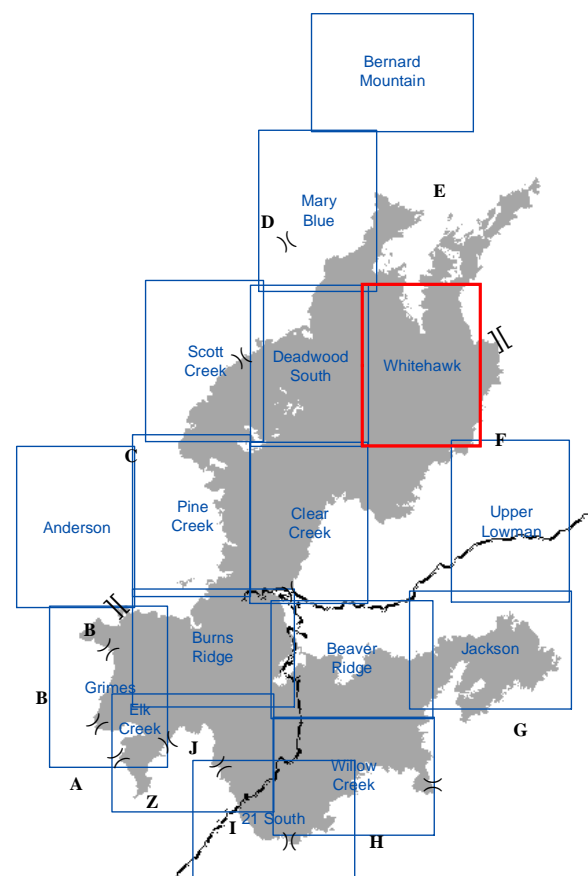 Bernard
Mountain
E
Mary
Blue
D
Scott
Creek
Deadwood
South
Whitehawk
F
C
Pine
Creek
Upper
Lowman
Anderson
Clear
Creek
B
Burns
Ridge
Beaver
Ridge
Jackson
B
Grimes
Elk
Creek
G
J
Willow
Creek
A
Z
I
21 South
H